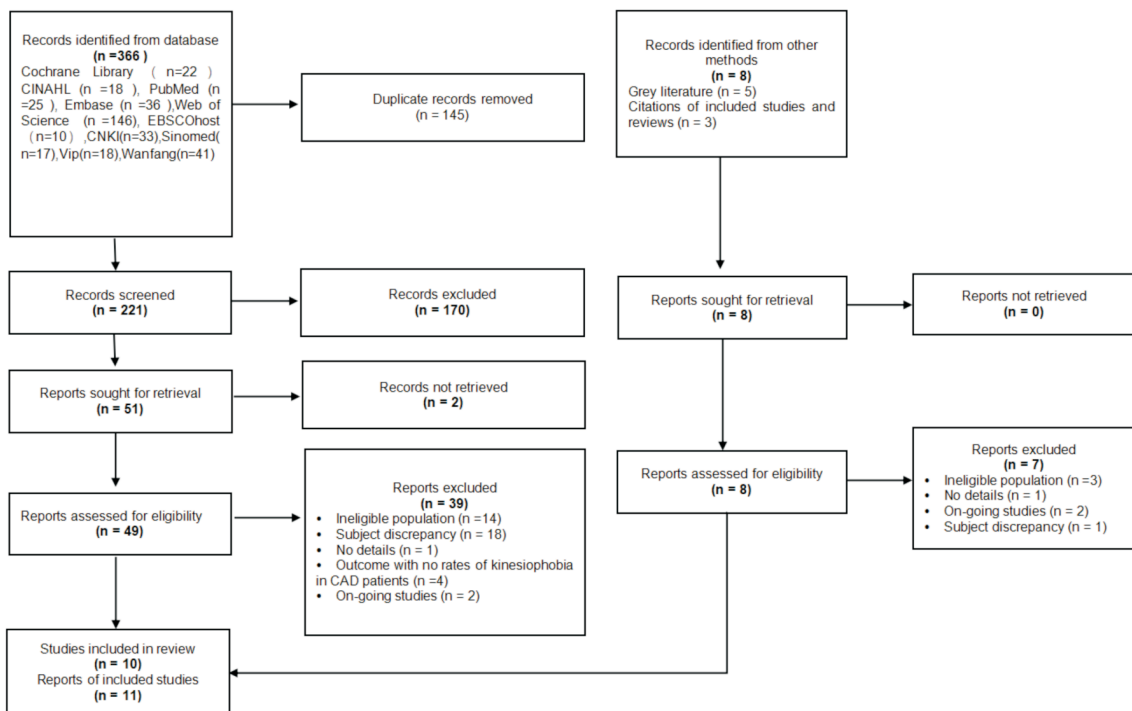 Records identified from database
(n =366 )
Cochrane Library （ n=22 ）
CINAHL (n =18 ), PubMed (n
=25 ), Embase (n =36 ),Web of
Science (n =146), EBSCOhost
（n=10） ,CNKI(n=33),Sinomed(
n=17),Vip(n=18),Wanfang(n=41)
Duplicate records removed
(n = 145)
Records identified from other
methods
(n = 8)
Grey literature (n = 5)
Citations of included studies and
reviews (n = 3)
Records screened
(n = 221)
Records excluded
(n = 170)
Reports sought for retrieval
(n = 8)
Reports not retrieved
(n = 0)
Reports sought for retrieval
(n = 51)
Records not retrieved
(n = 2)
Reports assessed for eligibility
(n = 49)
Reports excluded
(n = 39)
• Ineligible population (n =14)
• Subject discrepancy (n = 18)
• No details (n = 1)
• Outcome with no rates of kinesiophobia
in CAD patients (n =4)
• On-going studies (n = 2)
Reports assessed for eligibility
(n = 8)
Reports excluded
(n = 7)
• Ineligible population (n =3)
• No details (n = 1)
• On-going studies (n = 2)
• Subject discrepancy (n = 1)
Studies included in review
(n = 10)
Reports of included studies
(n = 11)